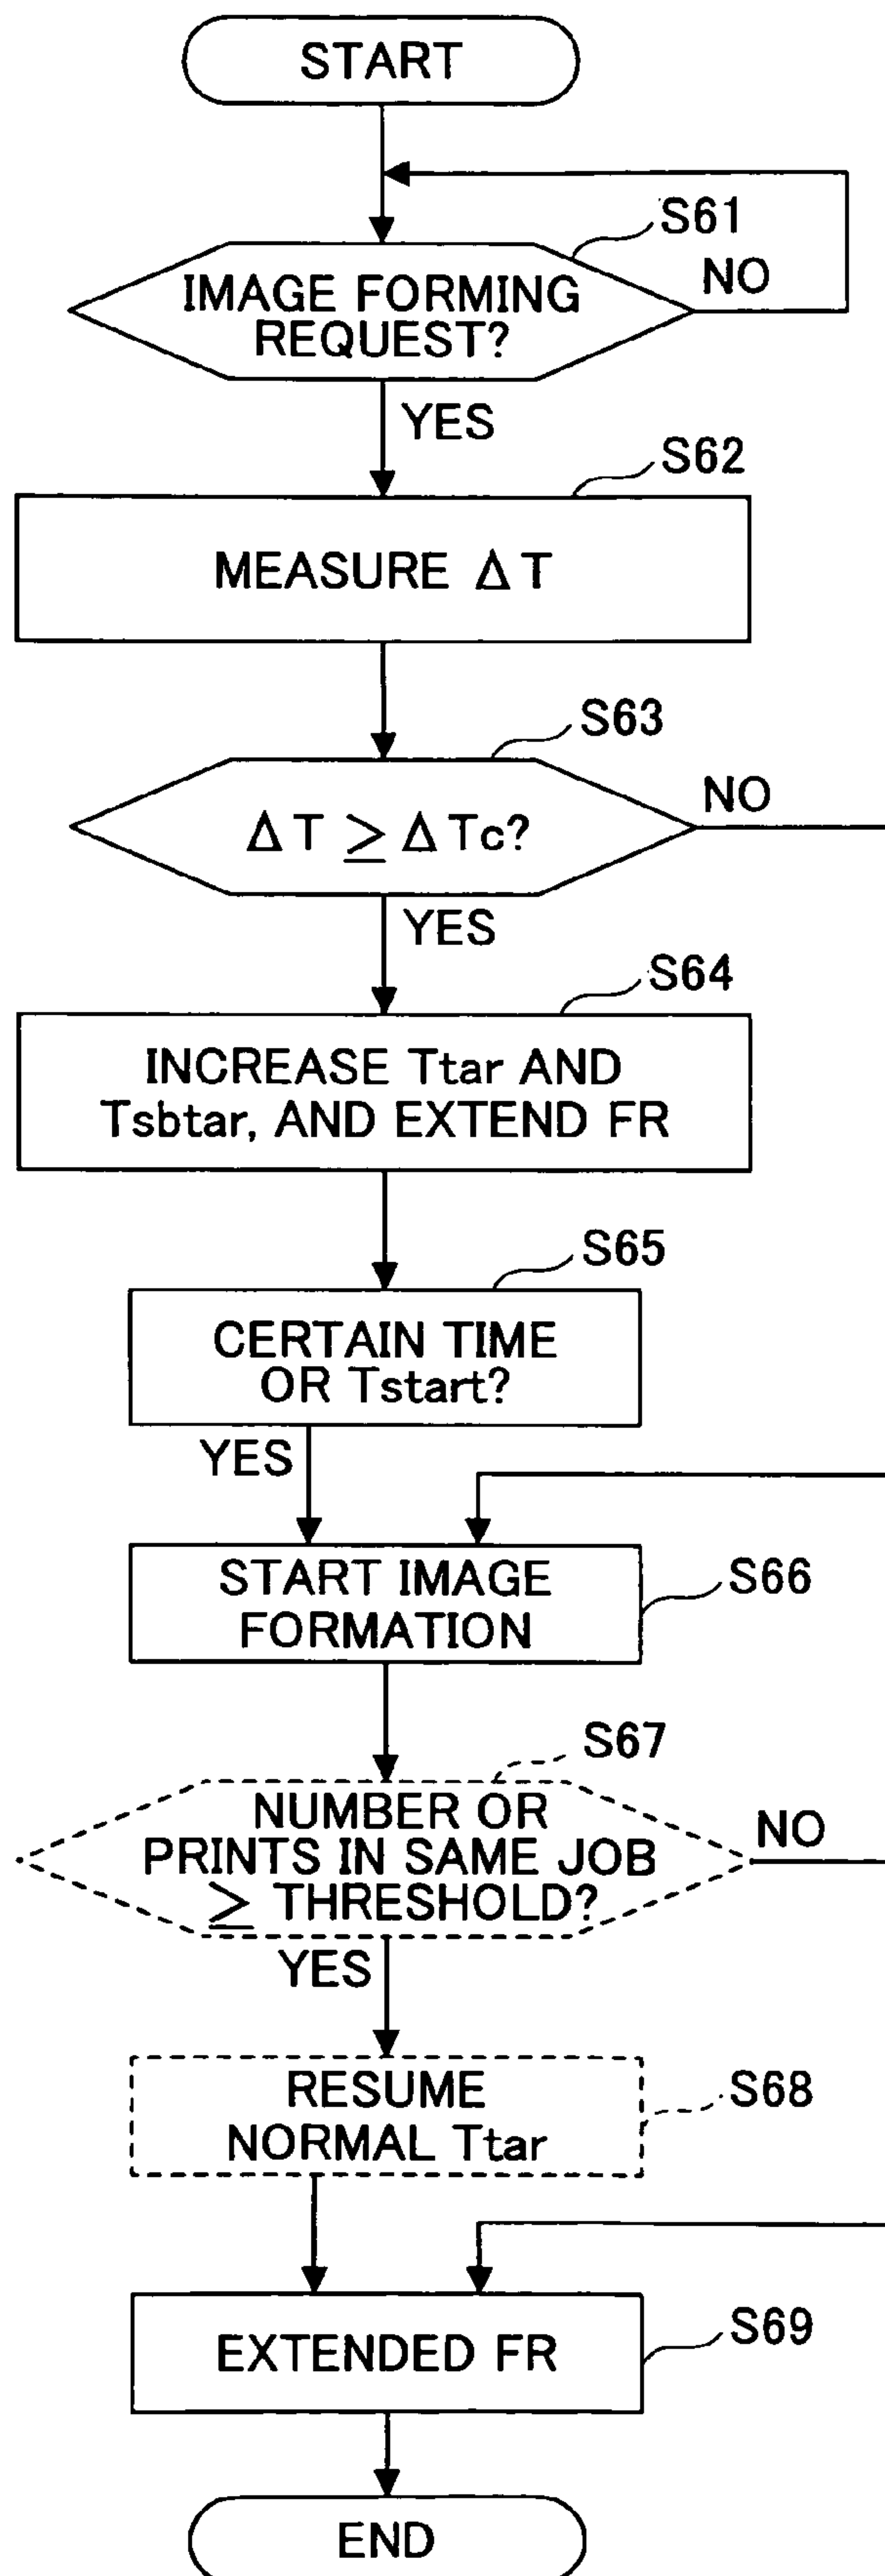 START
S61
IMAGE FORMING
REQUEST?
NO
YES
S62
MEASURE ΔT
S63
ΔT ≥ ΔTc?
NO
YES
S64
INCREASE Ttar AND
Tsbtar, AND EXTEND FR
S65
CERTAIN TIME
OR Tstart?
YES
START IMAGE
FORMATION
S66
S67
NUMBER OR
PRINTS IN SAME JOB
≥ THRESHOLD?
NO
YES
RESUME
NORMAL Ttar
S68
EXTENDED FR
S69
END